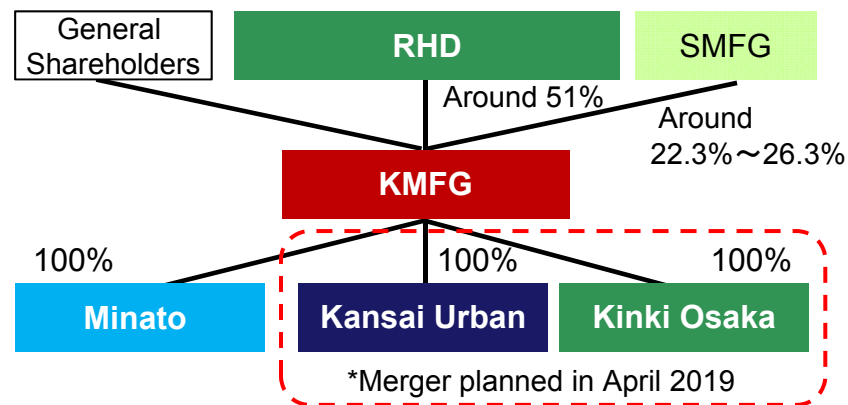 General
Shareholders
RHD
SMFG
Around 51%
Around
22.3%～26.3%
KMFG
100%
100%
100%
Minato
Kansai Urban
Kinki Osaka
*Merger planned in April 2019